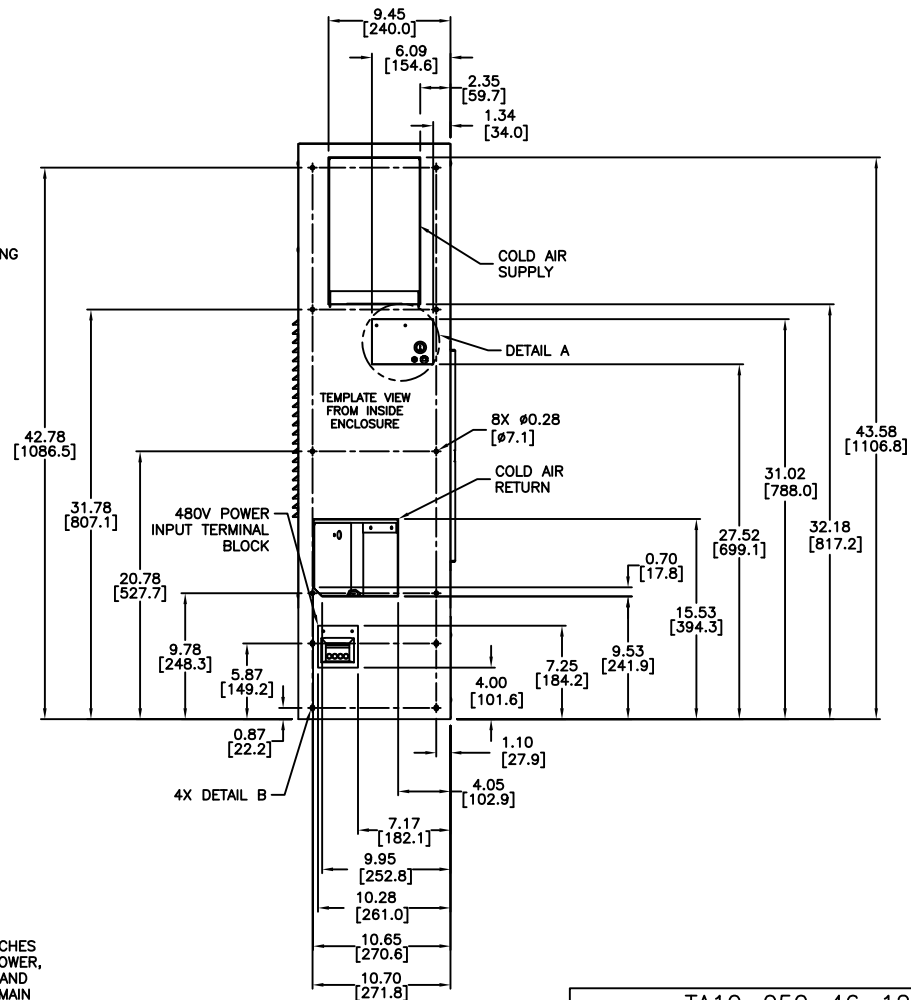 9.45
[240.0]
6.09
[154.6]
2.35
[59.7]
1.34
[34.0]
NG
COLD AIR
SUPPLY
DETAIL A
TEMPLATE VIEW
FROM INSIDE
ENCLOSURE
8X ø0.28
[ø7.1]
COLD AIR
RETURN
480V POWER
INPUT TERMINAL
BLOCK
42.78
[1086.5]
31.78
[807.1]
20.78
[527.7]
9.78
[248.3]
5.87
[149.2]
0.87
[22.2]
43.58
[1106.8]
31.02
[788.0]
32.18
[817.2]
27.52
[699.1]
0.70
[17.8]
15.53
[394.3]
9.53
[241.9]
7.25
[184.2]
4.00
[101.6]
1.10
[27.9]
4X DETAIL B
4.05
[102.9]
7.17
[182.1]
9.95
[252.8]
10.28
[261.0]
10.65
[270.6]
10.70
[271.8]
CHES
OWER,
AND
MAIN